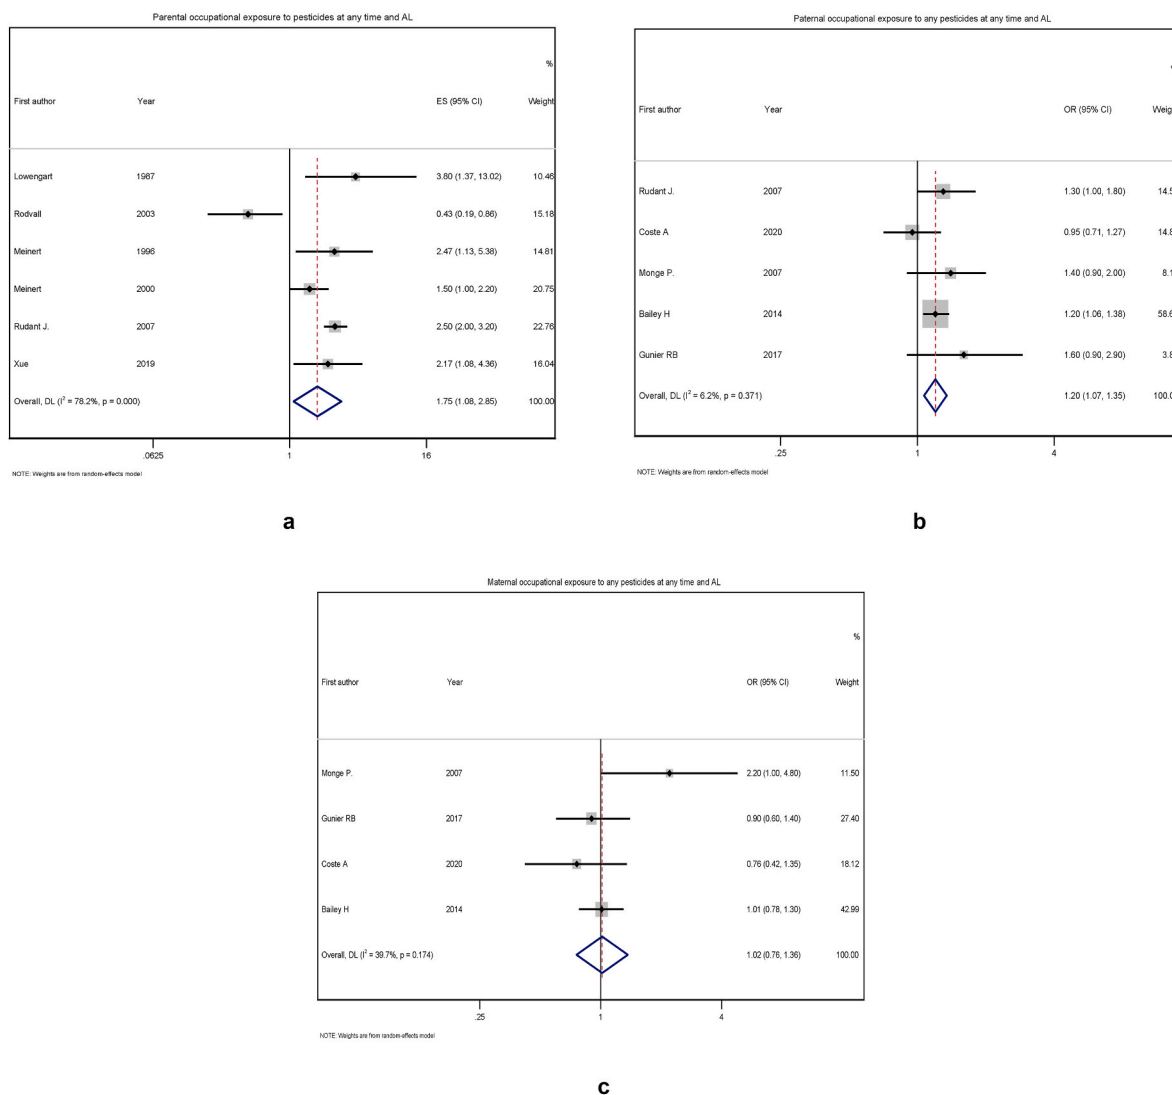 Parental occupational exposure to pesticides at any time and AL
%
First author Year ES (95% CI) Weight
Lowengart 1987 3.80 (1.37, 13.02) 10.46
Rodvall 2003 0.43 (0.19, 0.86) 15.18
Meinert 1996 2.47 (1.13, 5.38) 14.81
Meinert 2000 1.50 (1.00, 2.20) 20.75
Rudant J. 2007 2.50 (2.00, 3.20) 22.76
Xue 2019 2.17 (1.08, 4.36) 16.04
Overall, DL (I² = 78.2%, p = 0.000) 1.75 (1.08, 2.85) 100.00
.0625 1 16
NOTE: Weights are from random-effects model
a
Paternal occupational exposure to any pesticides at any time and AL
First author Year OR (95% CI) Weig
Rudant J. 2007 1.30 (1.00, 1.80) 14.5
Coste A 2020 0.95 (0.71, 1.27) 14.8
Monge P. 2007 1.40 (0.90, 2.00) 8.1
Bailey H 2014 1.20 (1.06, 1.38) 58.6
Gunier RB 2017 1.60 (0.90, 2.90) 3.8
Overall, DL (I² = 6.2%, p = 0.371) 1.20 (1.07, 1.35) 100.0
.25 1 4
NOTE: Weights are from random-effects model
b
Maternal occupational exposure to any pesticides at any time and AL
%
First author Year OR (95% CI) Weight
Monge P. 2007 2.20 (1.00, 4.80) 11.50
Gunier RB 2017 0.90 (0.60, 1.40) 27.40
Coste A 2020 0.76 (0.42, 1.35) 18.12
Bailey H 2014 1.01 (0.78, 1.30) 42.99
Overall, DL (I² = 39.7%, p = 0.174) 1.02 (0.76, 1.36) 100.00
.25 1 4
NOTE: Weights are from random-effects model
c